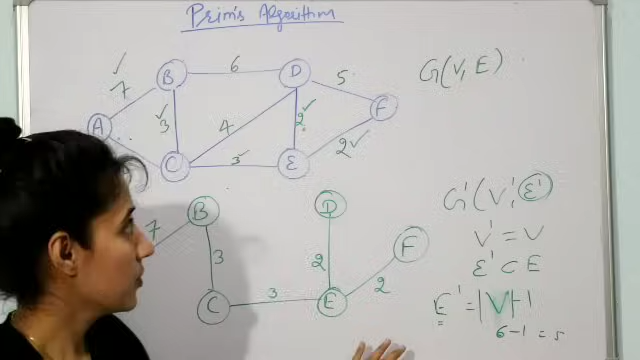 Prim's Algorithm
G(V, E)
B 6 D
7 5
A 3 4 2 F
C 3 E 2
G'(V', E')
V' = V
E' ⊂ E
E' = |V|-1
6-1 = 5
B D
7 3 2 F
C 3 E 2